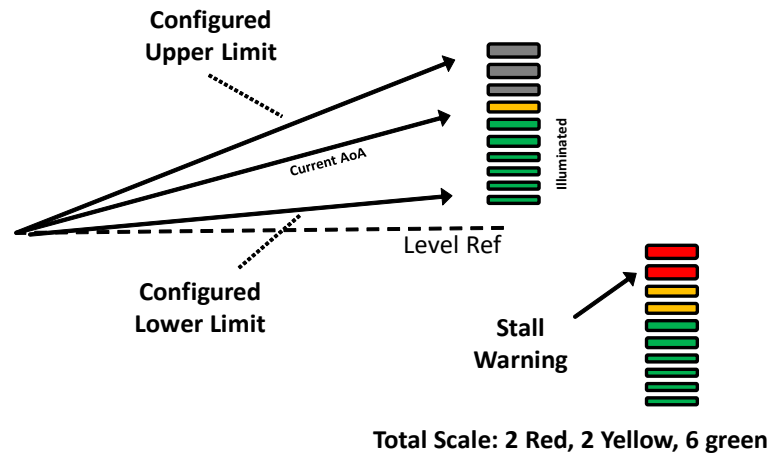 Configured
Upper Limit
Current AoA
Illuminated
Level Ref
Configured
Lower Limit
Stall
Warning
Total Scale: 2 Red, 2 Yellow, 6 green